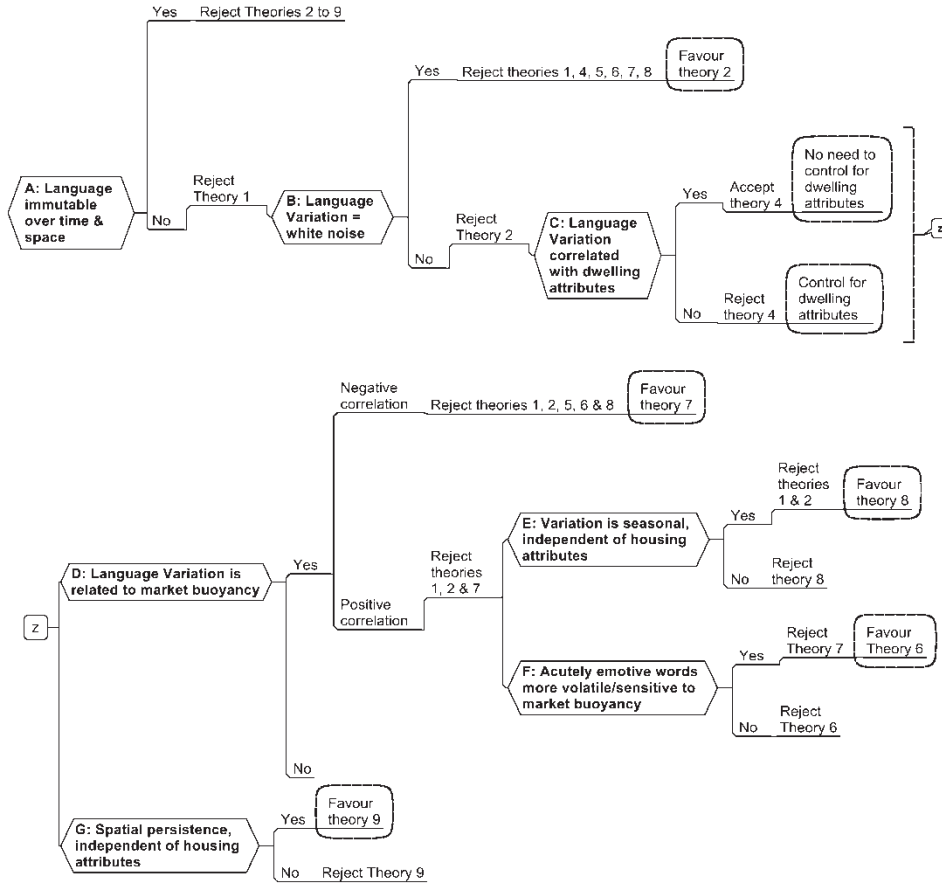 Yes
Reject Theories 2 to 9
A: Language
immutable
over time &
space
No
Reject
Theory 1
B: Language
Variation =
white noise
Yes
Reject theories 1, 4, 5, 6, 7, 8
Favour
theory 2
No
Reject
Theory 2
C: Language
Variation
correlated
with dwelling
attributes
Yes
Accept
theory 4
No need to
control for
dwelling
attributes
No
Reject
theory 4
Control for
dwelling
attributes
z
z
D: Language Variation is
related to market buoyancy
Yes
Negative
correlation
Reject theories 1, 2, 5, 6 & 8
Favour
theory 7
Positive
correlation
Reject
theories
1, 2 & 7
E: Variation is seasonal,
independent of housing
attributes
Yes
Reject
theories
1 & 2
Favour
theory 8
No
Reject
theory 8
F: Acutely emotive words
more volatile/sensitive to
market buoyancy
Yes
Reject
Theory 7
Favour
Theory 6
No
Reject
Theory 6
No
G: Spatial persistence,
independent of housing
attributes
Yes
Favour
theory 9
No
Reject Theory 9